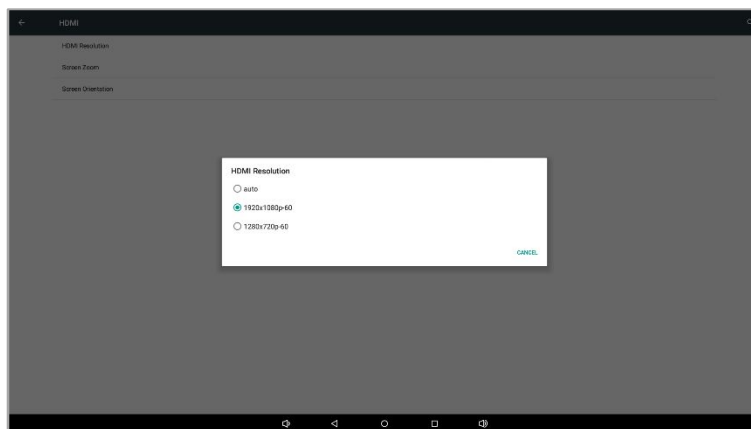 HDMI
HDMI Resolution
Screen Zoom
Screen Orientation
HDMI Resolution
auto
1920x1080p-60
1280x720p-60
CANCEL